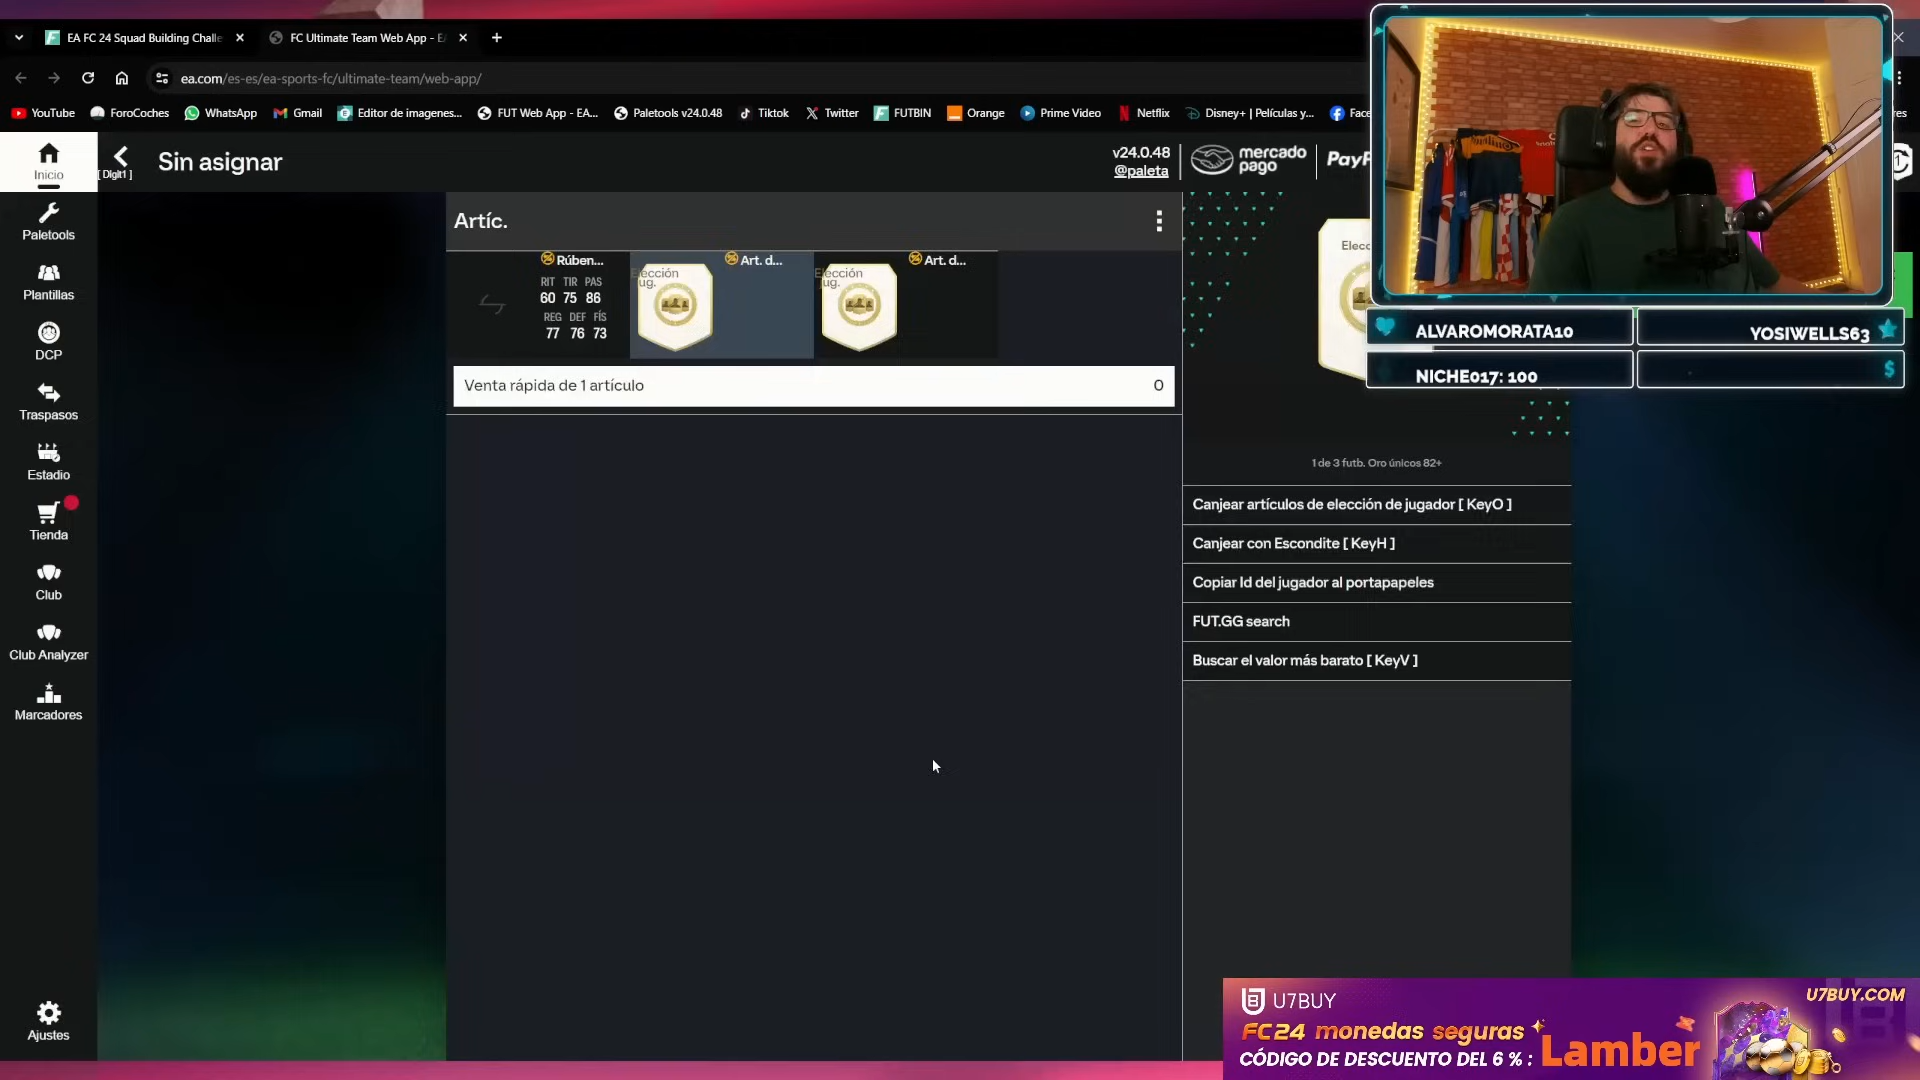 EA FC 24 Squad Building Challe
FC Ultimate Team Web App - E
ea.com/es-es/ea-sports-fc/ultimate-team/web-app/
YouTube
ForoCoches
WhatsApp
Gmail
Editor de imagenes...
FUT Web App - EA...
Paletools v24.0.48
Tiktok
Twitter
FUTBIN
Orange
Prime Video
Netflix
Disney+ | Películas y...
Face
Inicio
[ Digit1 ]
Sin asignar
v24.0.48
@paleta
mercado
pago
PayP
Paletools
Plantillas
DCP
Traspasos
Estadio
Tienda
Club
Club Analyzer
Marcadores
Ajustes
Artíc.
Rúben...
RIT TIR PAS
60 75 86
REG DEF FÍS
77 76 73
Elección
jug.
Art. d...
Elección
jug.
Art. d...
Venta rápida de 1 artículo 0
Elecc
1 de 3 futb. Oro únicos 82+
Canjear artículos de elección de jugador [ KeyO ]
Canjear con Escondite [ KeyH ]
Copiar Id del jugador al portapapeles
FUT.GG search
Buscar el valor más barato [ KeyV ]
ALVAROMORATA10
YOSIWELLS63
NICHE017: 100
$
U7BUY
U7BUY.COM
FC24 monedas seguras
CÓDIGO DE DESCUENTO DEL 6 % : Lamber